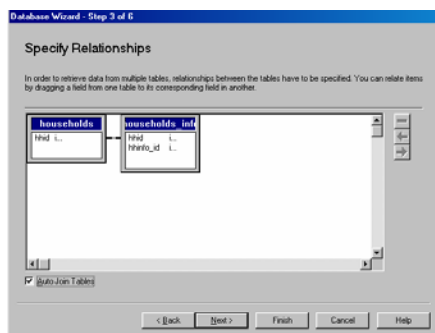 Database Wizard - Step 3 of 6
Specify Relationships
In order to retrieve data from multiple tables, relationships between the tables have to be specified. You can relate items
by dragging a field from one table to its corresponding field in another.
households
households_info
hhid i...
hhid i...
hhinfo_id i...
Auto Join Tables
< Back Next > Finish Cancel Help